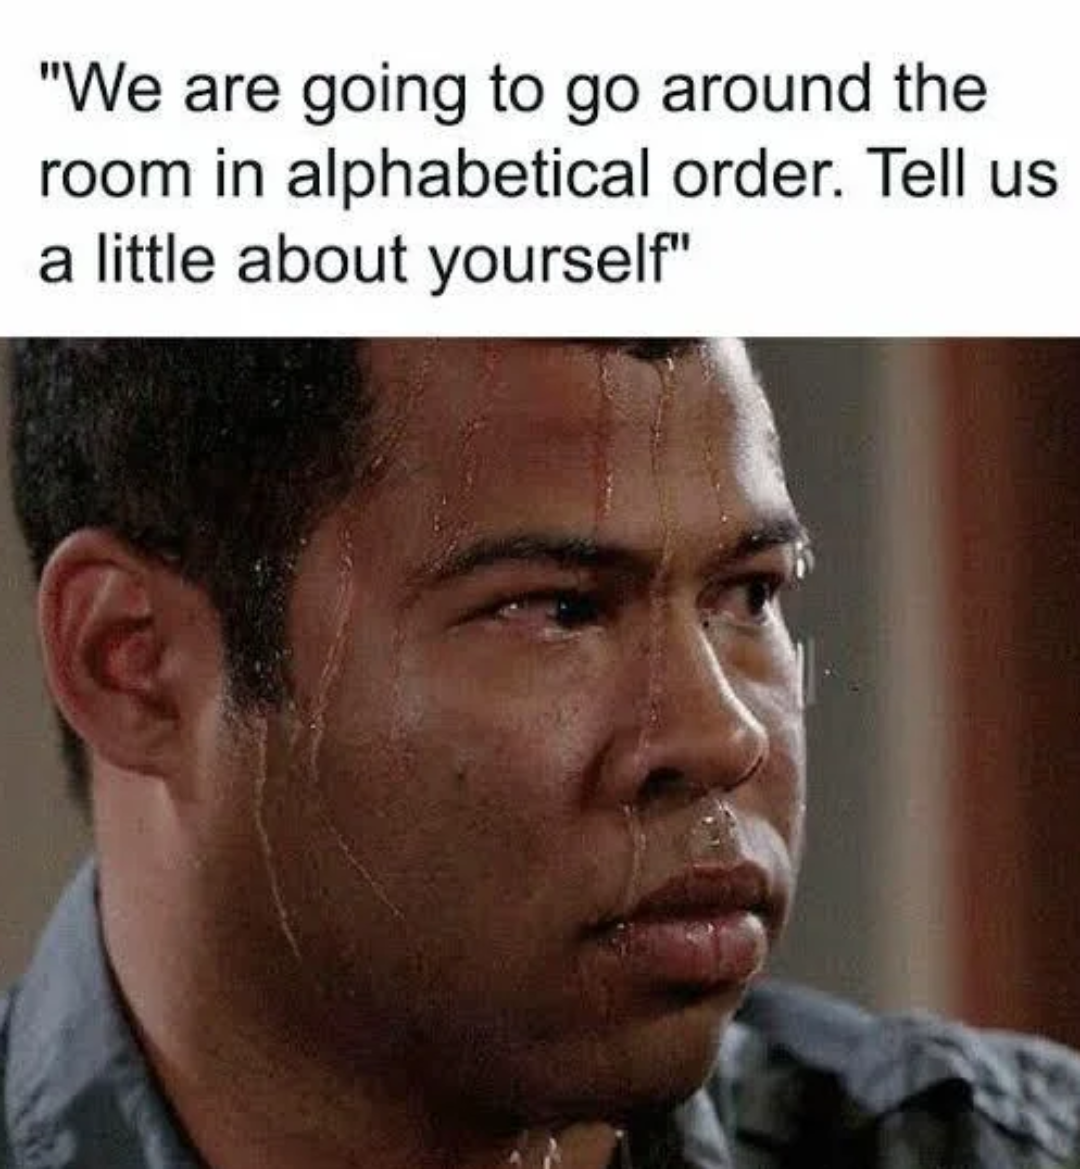 "We are going to go around the
room in alphabetical order. Tell us
a little about yourself"